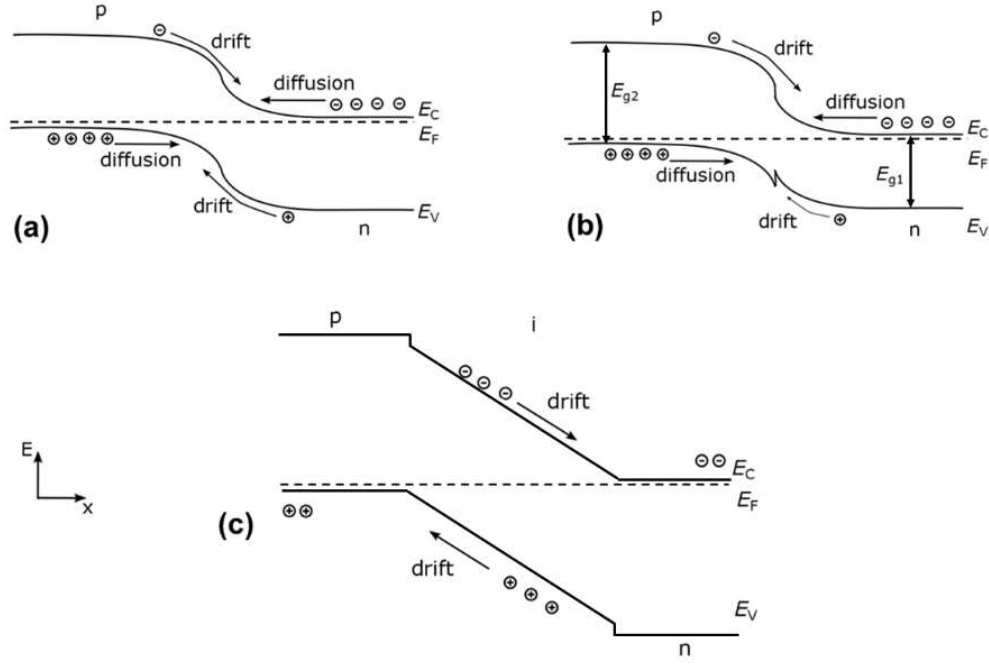 p
drift
diffusion
⊖ ⊖ ⊖ ⊖
E_C
E_F
⊕ ⊕ ⊕ ⊕
diffusion
drift
E_V
(a)
n
p
drift
E_g2
diffusion
⊖ ⊖ ⊖ ⊖
E_C
E_F
⊕ ⊕ ⊕ ⊕
diffusion
E_g1
drift
E_V
(b)
n
p
i
⊖ ⊖ ⊖
drift
⊖ ⊖
E_C
E_F
⊕ ⊕
(c)
drift
⊕ ⊕ ⊕
E_V
n
E
x